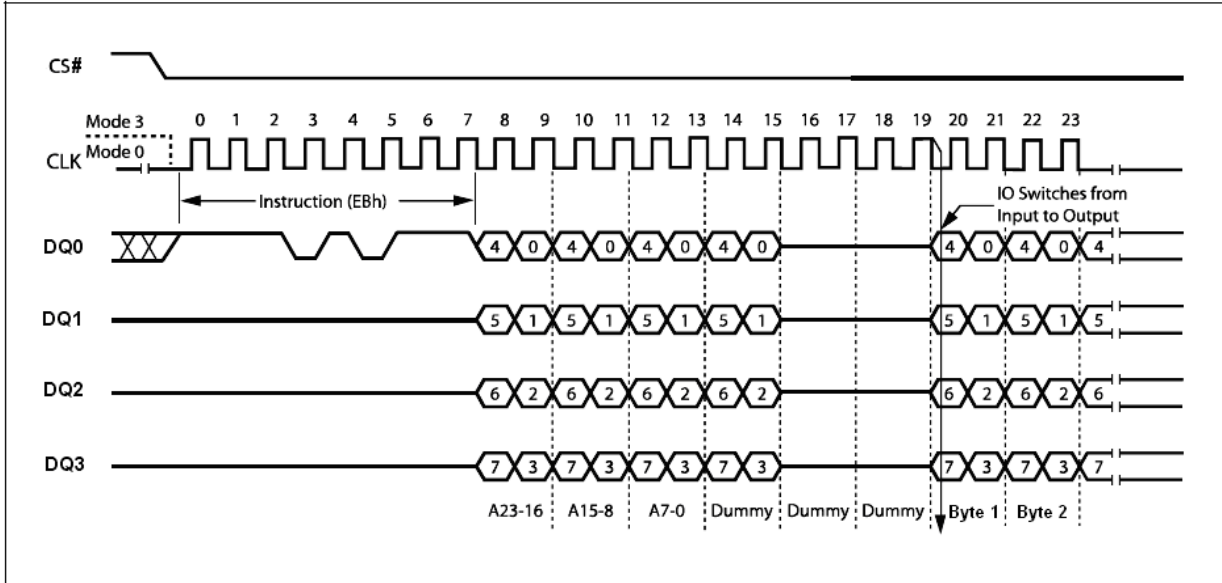 CS#
Mode 3
0 1 2 3 4 5 6 7 8 9 10 11 12 13 14 15 16 17 18 19 20 21 22 23
CLK
Mode 0
Instruction (EBh)
IO Switches from
Input to Output
DQ0
4 0 4 0 4 0 4 0 4 0 4 0 4
DQ1
5 1 5 1 5 1 5 1 5 1 5 1 5
DQ2
6 2 6 2 6 2 6 2 6 2 6 2 6
DQ3
7 3 7 3 7 3 7 3 7 3 7 3 7
A23-16 A15-8 A7-0 Dummy Dummy Dummy Byte 1 Byte 2